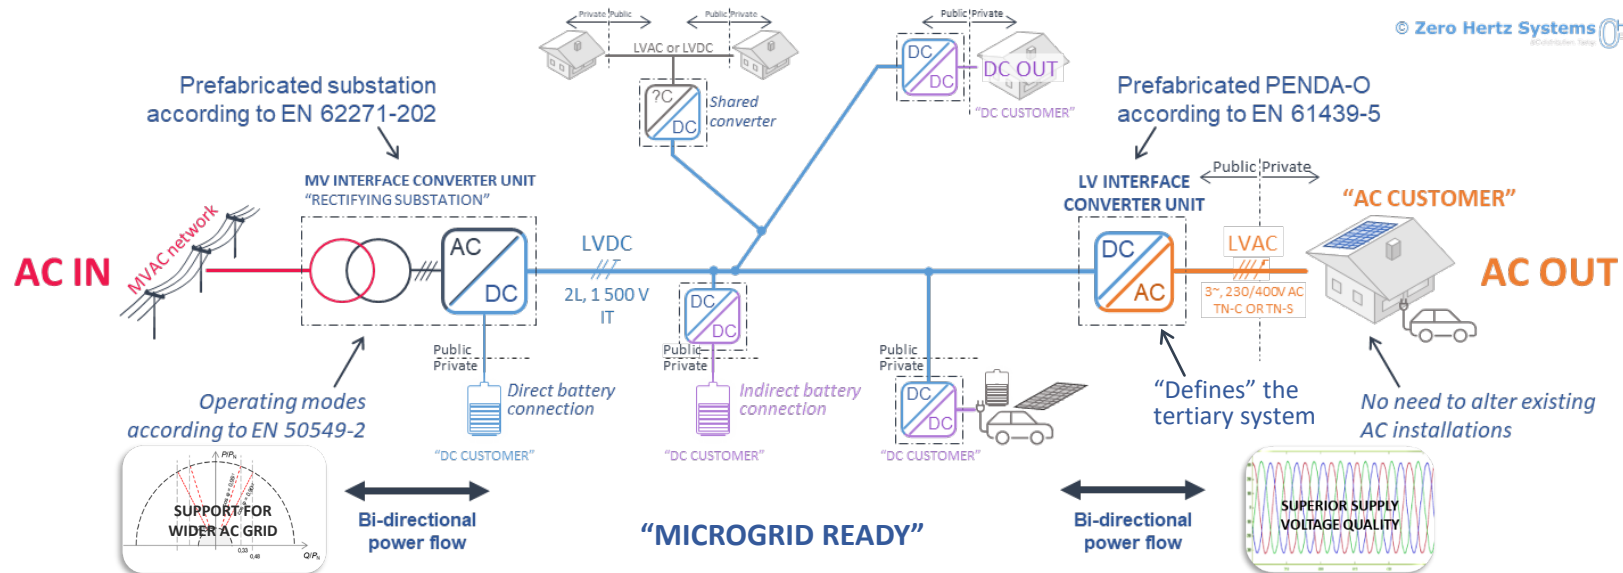 © Zero Hertz Systems
Private Public
Public Private
Public Private
LVAC or LVDC
?C
DC
Shared
converter
DC
DC
DC OUT
"DC CUSTOMER"
Prefabricated substation
according to EN 62271-202
Prefabricated PENDA-O
according to EN 61439-5
MV INTERFACE CONVERTER UNIT
"RECTIFYING SUBSTATION"
LV INTERFACE
CONVERTER UNIT
Public Private
"AC CUSTOMER"
AC IN
MVAC network
AC
DC
LVDC
2L, 1 500 V
IT
DC
AC
LVAC
3~, 230/400V AC
TN-C OR TN-S
AC OUT
Public
Private
Direct battery
connection
"DC CUSTOMER"
DC
DC
Public
Private
Indirect battery
connection
"DC CUSTOMER"
Public
Private
DC
DC
"DC CUSTOMER"
"Defines" the
tertiary system
No need to alter existing
AC installations
Operating modes
according to EN 50549-2
P/PN
SUPPORT FOR
WIDER AC GRID
0,33
0,48
Q/PN
Bi-directional
power flow
"MICROGRID READY"
Bi-directional
power flow
SUPERIOR SUPPLY
VOLTAGE QUALITY